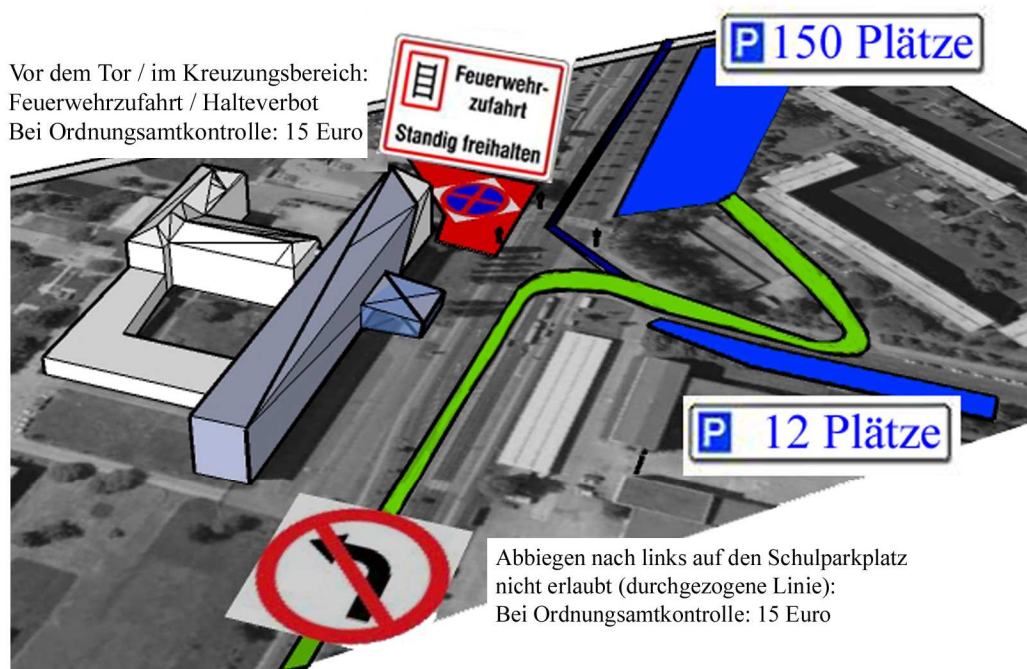 P 150 Plätze
Vor dem Tor / im Kreuzungsbereich:
Feuerwehrzufahrt / Halteverbot
Bei Ordnungsamtkontrolle: 15 Euro
Feuerwehr-
zufahrt
Standig freihalten
P 12 Plätze
Abbiegen nach links auf den Schulparkplatz
nicht erlaubt (durchgezogene Linie):
Bei Ordnungsamtkontrolle: 15 Euro